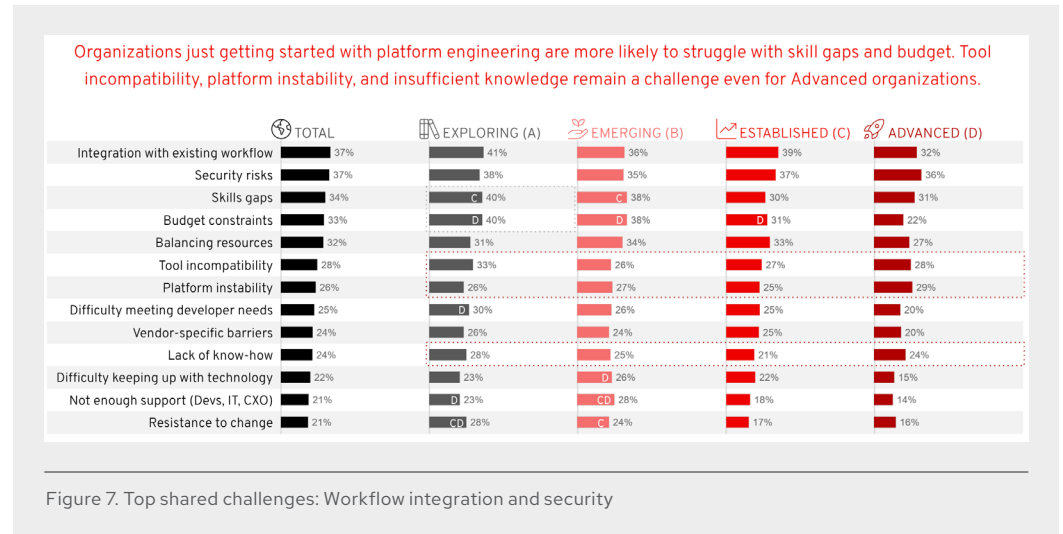 Organizations just getting started with platform engineering are more likely to struggle with skill gaps and budget. Tool
incompatibility, platform instability, and insufficient knowledge remain a challenge even for Advanced organizations.
TOTAL EXPLORING (A) EMERGING (B) ESTABLISHED (C) ADVANCED (D)
Integration with existing workflow 37% 41% 36% 39% 32%
Security risks 37% 38% 35% 37% 36%
Skills gaps 34% C 40% C 38% 30% 31%
Budget constraints 33% D 40% D 38% D 31% 22%
Balancing resources 32% 31% 34% 33% 27%
Tool incompatibility 28% 33% 26% 27% 28%
Platform instability 26% 26% 27% 25% 29%
Difficulty meeting developer needs 25% D 30% 26% 25% 20%
Vendor-specific barriers 24% 26% 24% 25% 20%
Lack of know-how 24% 28% 25% 21% 24%
Difficulty keeping up with technology 22% 23% D 26% 22% 15%
Not enough support (Devs, IT, CXO) 21% D 23% CD 28% 18% 14%
Resistance to change 21% CD 28% C 24% 17% 16%
Figure 7. Top shared challenges: Workflow integration and security